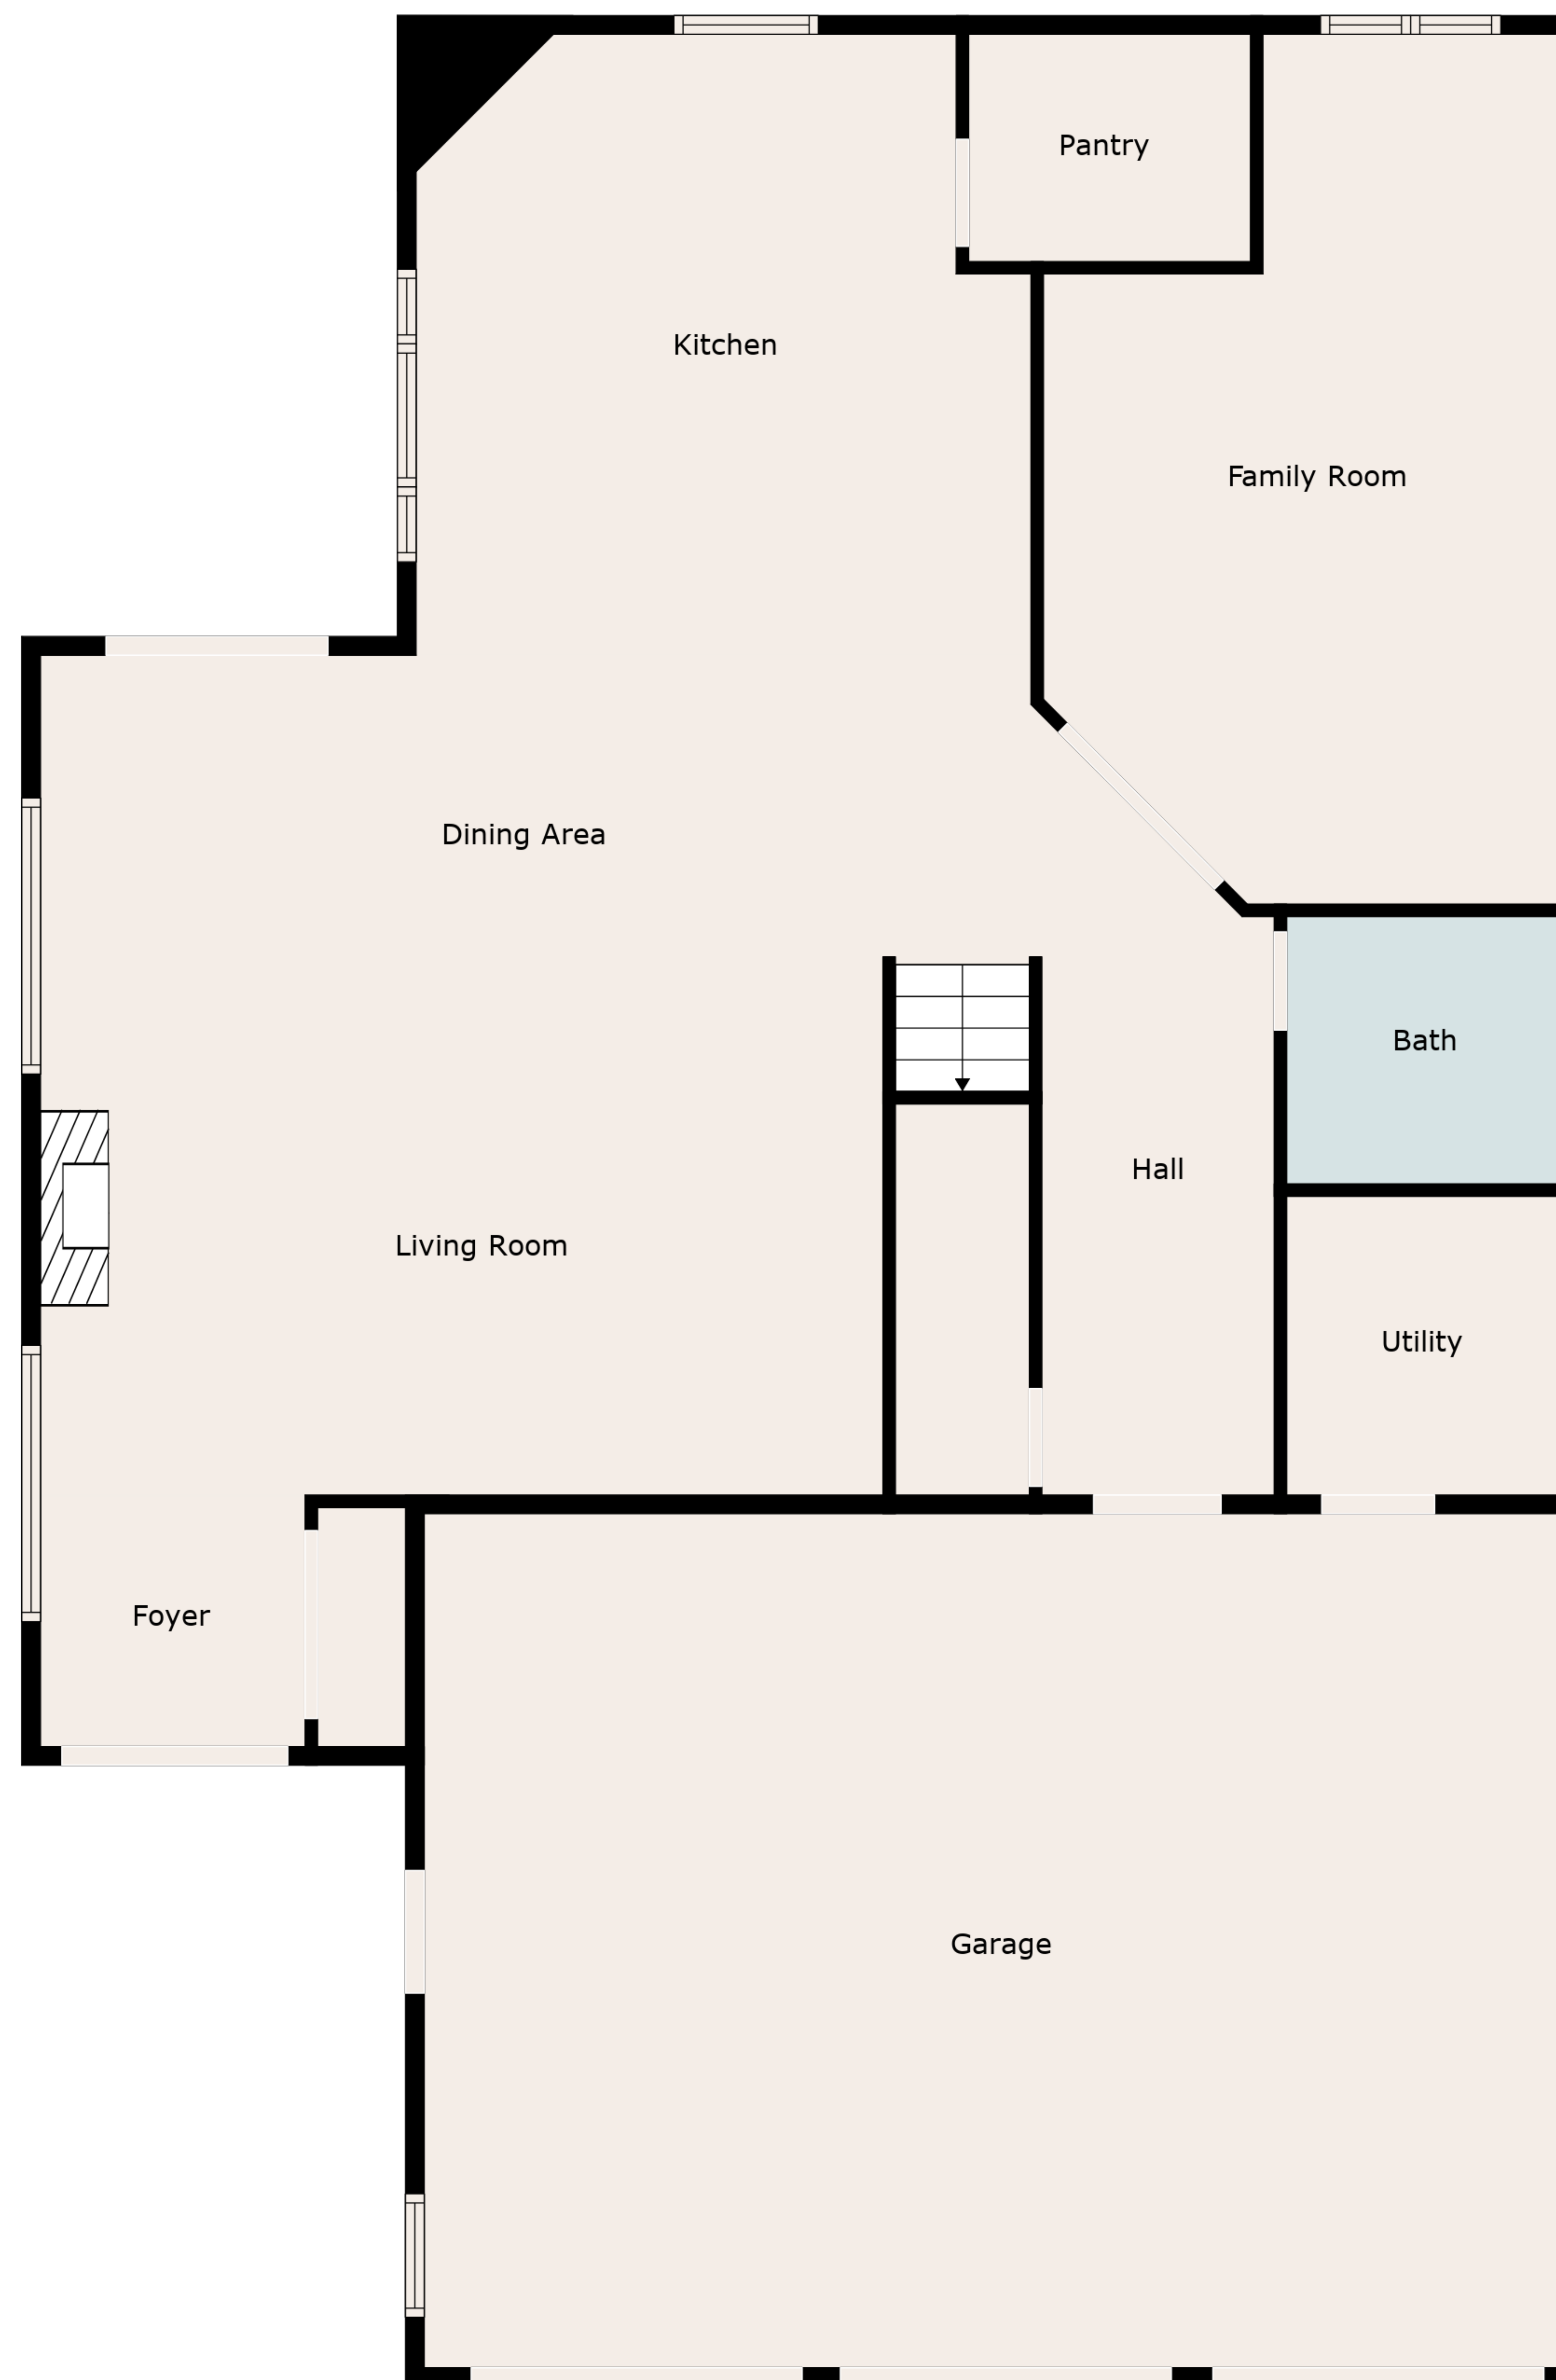 Pantry
Kitchen
Family Room
Dining Area
Bath
Hall
Living Room
Utility
Foyer
Garage